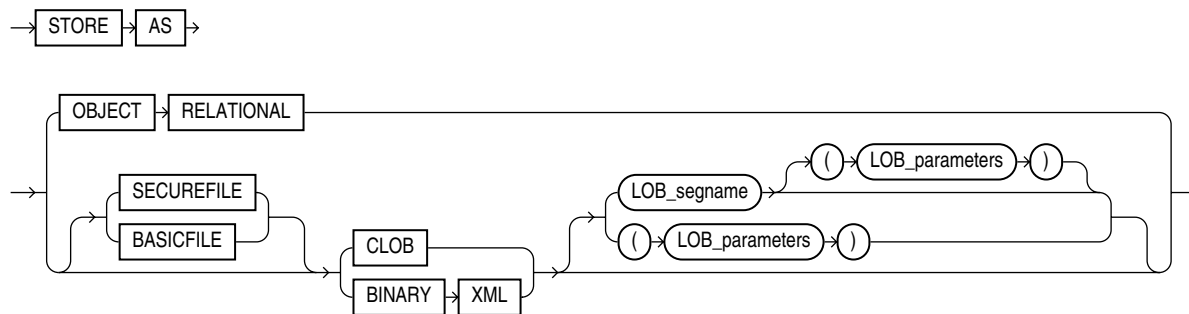 STORE AS
OBJECT RELATIONAL
( LOB_parameters )
SECUREFILE
LOB_segname
BASICFILE
( LOB_parameters )
CLOB
BINARY XML